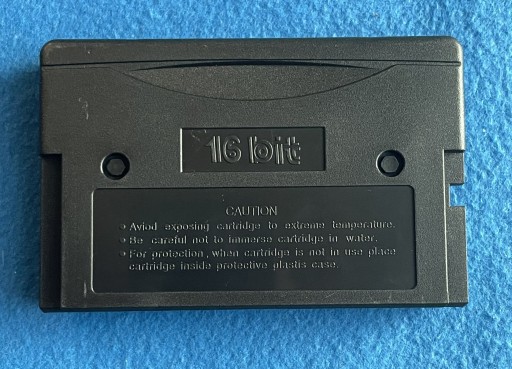 16 bit
CAUTION
• Aviod exposing cartridge to extreme temperature.
• Be careful not to immerse cartridge in water.
• For protection, when cartridge is not in use place
cartridge inside protective plastis case.